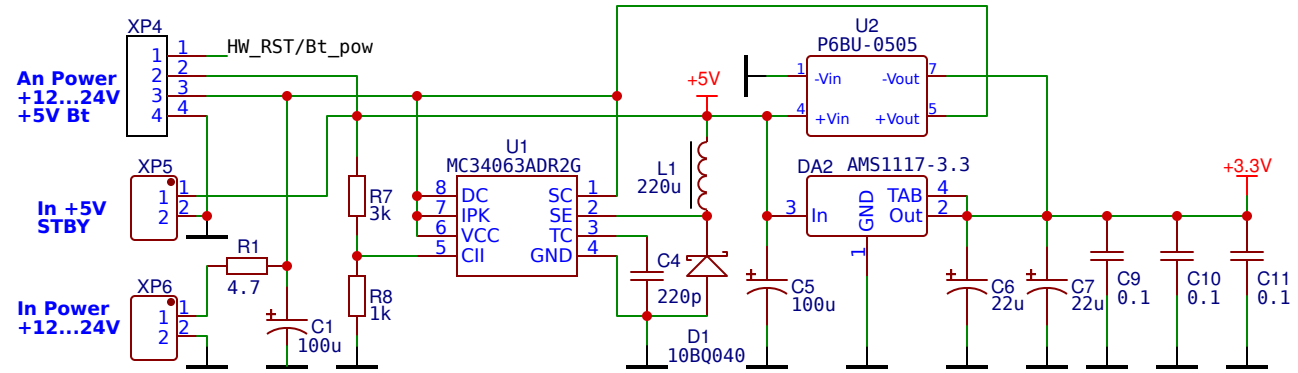 XP4
1
2
3
4
1
2
3
4
HW_RST/Bt_pow
An Power
+12...24V
+5V Bt
XP5
1
2
1
2
In +5V
STBY
R1
4.7
XP6
1
2
1
2
In Power
+12...24V
C1
100u
R7
3k
R8
1k
U1
MC34063ADR2G
8
7
6
5
DC
IPK
VCC
CII
SC
SE
TC
GND
1
2
3
4
L1
220u
+5V
C4
220p
D1
10BQ040
U2
P6BU-0505
1
4
-Vin
+Vin
-Vout
+Vout
7
5
DA2
AMS1117-3.3
3
In
GND
1
TAB
Out
4
2
+3.3V
C5
100u
C6
22u
C7
22u
C9
0.1
C10
0.1
C11
0.1